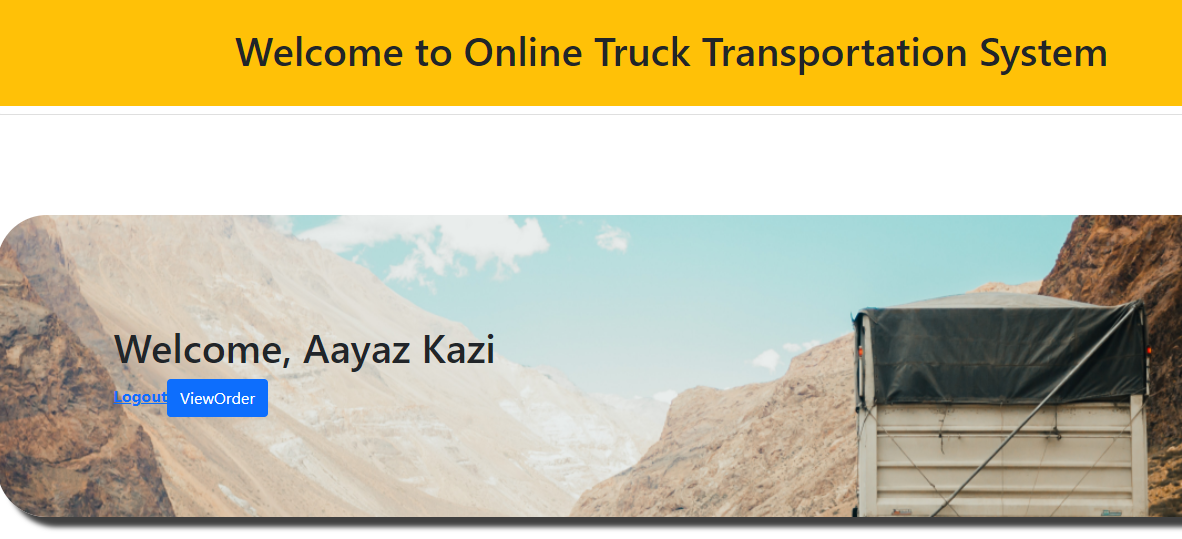 Welcome to Online Truck Transportation System
Welcome, Aayaz Kazi
Logout ViewOrder